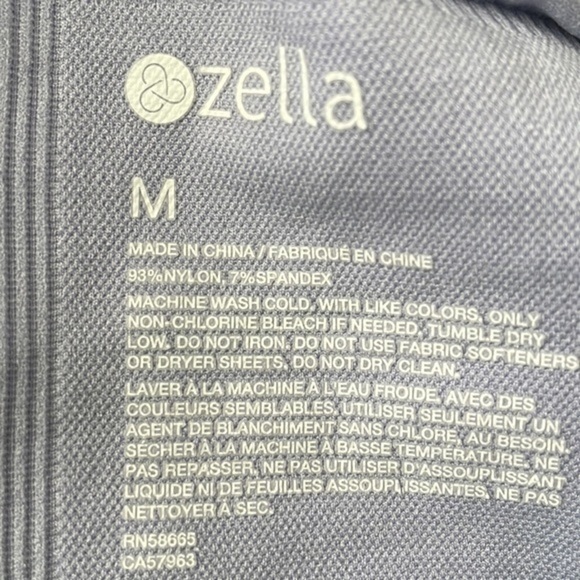 zella
M
MADE IN CHINA / FABRIQUÉ EN CHINE
93%NYLON, 7%SPANDEX
MACHINE WASH COLD, WITH LIKE COLORS, ONLY
NON-CHLORINE BLEACH IF NEEDED, TUMBLE DRY
LOW. DO NOT IRON. DO NOT USE FABRIC SOFTENERS
OR DRYER SHEETS. DO NOT DRY CLEAN.
LAVER À LA MACHINE À L'EAU FROIDE, AVEC DES
COULEURS SEMBLABLES, UTILISER SEULEMENT UN
AGENT DE BLANCHIMENT SANS CHLORE, AU BESOIN.
SÉCHER À LA MACHINE À BASSE TEMPÉRATURE. NE
PAS REPASSER. NE PAS UTILISER D'ASSOUPLISSANT
LIQUIDE NI DE FEUILLES ASSOUPLISSANTES. NE PAS
NETTOYER À SEC.
RN58665
CA57963